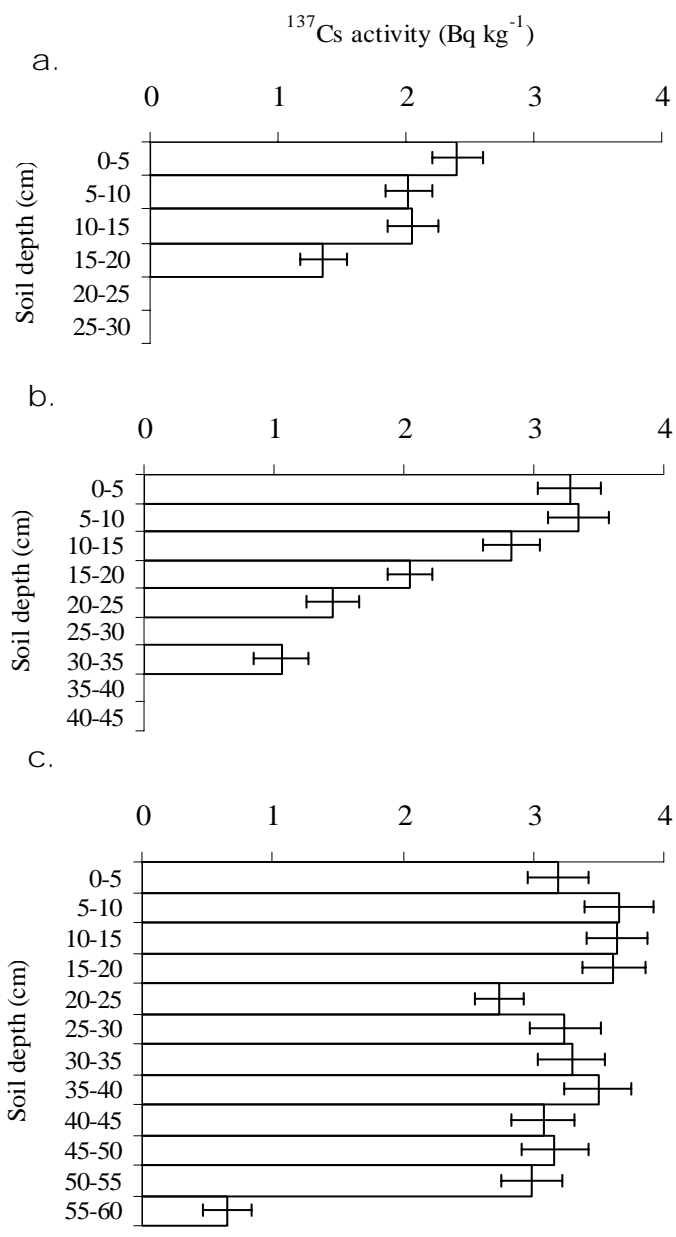 ¹³⁷Cs activity (Bq kg⁻¹)
a.
0 1 2 3 4
Soil depth (cm)
0-5
5-10
10-15
15-20
20-25
25-30
b.
0 1 2 3 4
Soil depth (cm)
0-5
5-10
10-15
15-20
20-25
25-30
30-35
35-40
40-45
c.
0 1 2 3 4
Soil depth (cm)
0-5
5-10
10-15
15-20
20-25
25-30
30-35
35-40
40-45
45-50
50-55
55-60